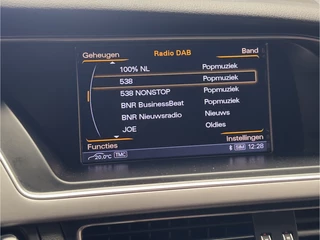 Geheugen Radio DAB Band
100% NL Popmuziek
538 Popmuziek
538 NONSTOP Popmuziek
BNR BusinessBeat Popmuziek
BNR Nieuwsradio Nieuws
JOE Oldies
Functies Instellingen
20.0°C TMC SIM 12:28